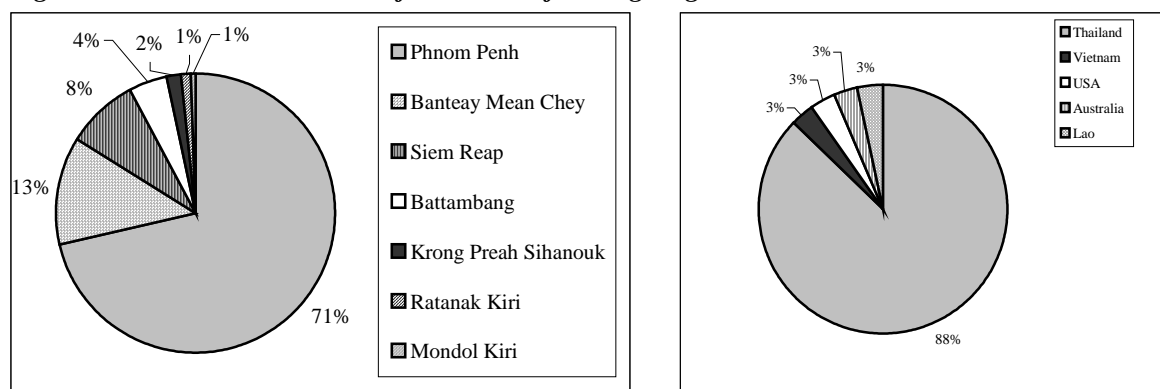 4%
2%
1%
1%
8%
13%
71%
Phnom Penh
Banteay Mean Chey
Siem Reap
Battambang
Krong Preah Sihanouk
Ratanak Kiri
Mondol Kiri
3%
3%
3%
3%
88%
Thailand
Vietnam
USA
Australia
Lao